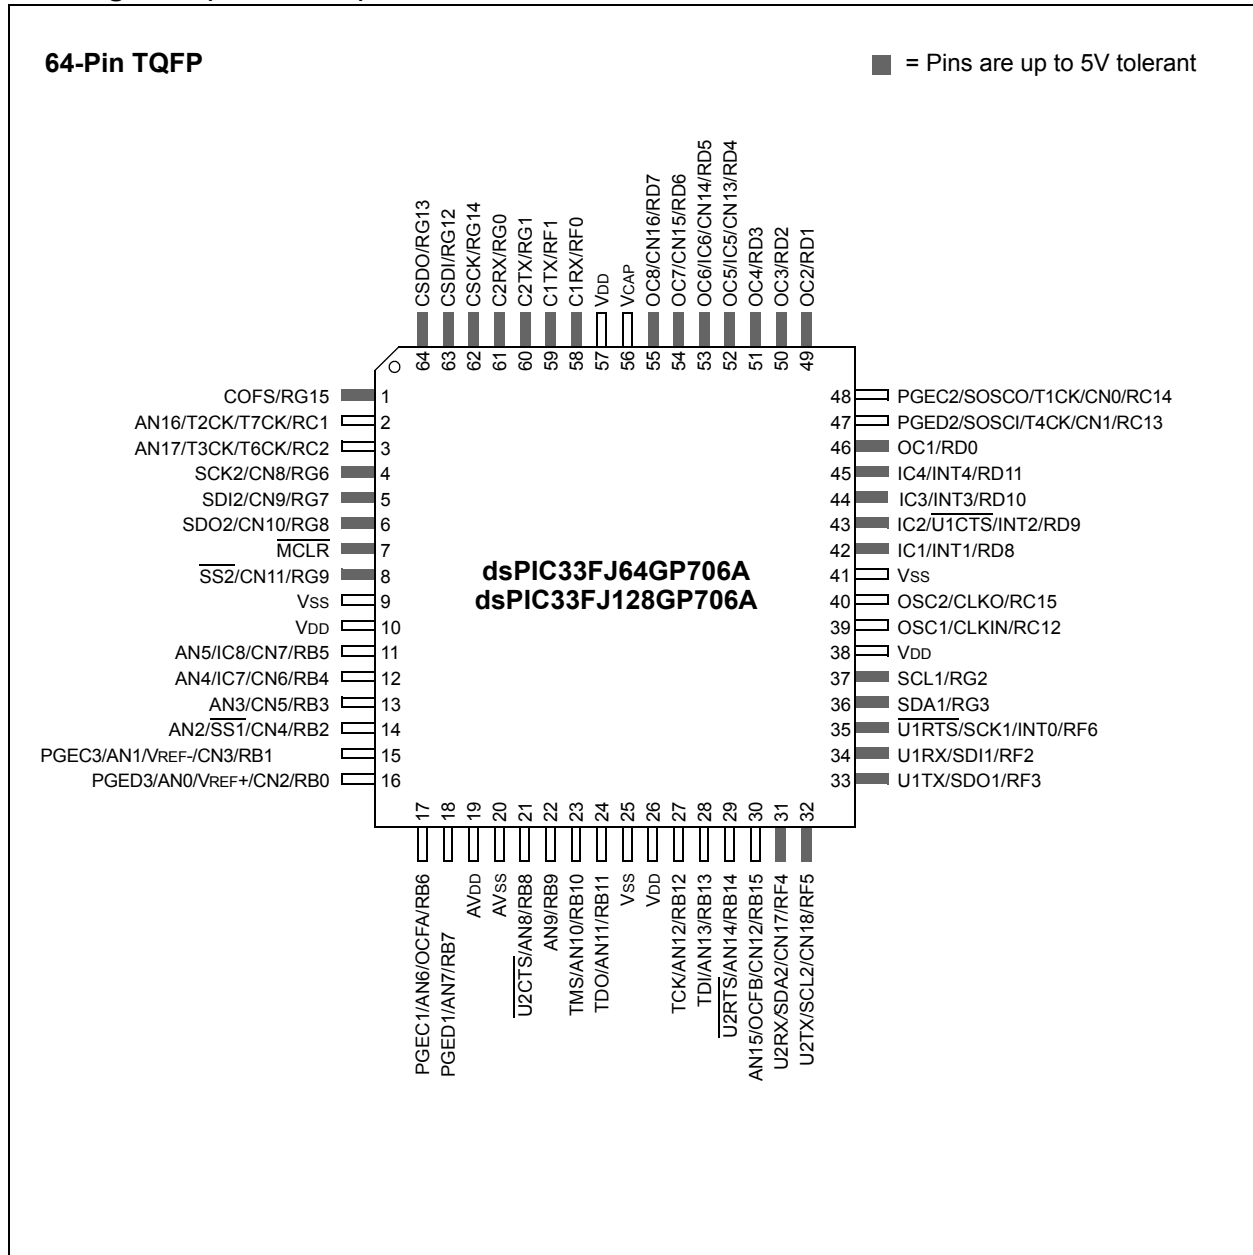 64-Pin TQFP
= Pins are up to 5V tolerant
CSDO/RG13
CSDI/RG12
CSCK/RG14
C2RX/RG0
C2TX/RG1
C1TX/RF1
C1RX/RF0
VDD
VCAP
OC8/CN16/RD7
OC7/CN15/RD6
OC6/IC6/CN14/RD5
OC5/IC5/CN13/RD4
OC4/RD3
OC3/RD2
OC2/RD1
64 63 62 61 60 59 58 57 56 55 54 53 52 51 50 49
COFS/RG15 1
AN16/T2CK/T7CK/RC1 2
AN17/T3CK/T6CK/RC2 3
SCK2/CN8/RG6 4
SDI2/CN9/RG7 5
SDO2/CN10/RG8 6
MCLR 7
SS2/CN11/RG9 8
VSS 9
VDD 10
AN5/IC8/CN7/RB5 11
AN4/IC7/CN6/RB4 12
AN3/CN5/RB3 13
AN2/SS1/CN4/RB2 14
PGEC3/AN1/VREF-/CN3/RB1 15
PGED3/AN0/VREF+/CN2/RB0 16
dsPIC33FJ64GP706A
dsPIC33FJ128GP706A
48 PGEC2/SOSCO/T1CK/CN0/RC14
47 PGED2/SOSCI/T4CK/CN1/RC13
46 OC1/RD0
45 IC4/INT4/RD11
44 IC3/INT3/RD10
43 IC2/U1CTS/INT2/RD9
42 IC1/INT1/RD8
41 VSS
40 OSC2/CLKO/RC15
39 OSC1/CLKIN/RC12
38 VDD
37 SCL1/RG2
36 SDA1/RG3
35 U1RTS/SCK1/INT0/RF6
34 U1RX/SDI1/RF2
33 U1TX/SDO1/RF3
17 18 19 20 21 22 23 24 25 26 27 28 29 30 31 32
PGEC1/AN6/OCFA/RB6
PGED1/AN7/RB7
AVDD
AVSS
U2CTS/AN8/RB8
AN9/RB9
TMS/AN10/RB10
TDO/AN11/RB11
VSS
VDD
TCK/AN12/RB12
TDI/AN13/RB13
U2RTS/AN14/RB14
AN15/OCFB/CN12/RB15
U2RX/SDA2/CN17/RF4
U2TX/SCL2/CN18/RF5